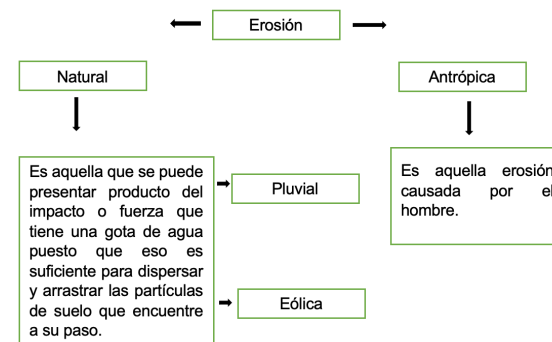 Erosión
Natural
Antrópica
Es aquella que se puede
presentar producto del
impacto o fuerza que
tiene una gota de agua
puesto que eso es
suficiente para dispersar
y arrastrar las partículas
de suelo que encuentre
a su paso.
Pluvial
Eólica
Es aquella erosión
causada por el
hombre.